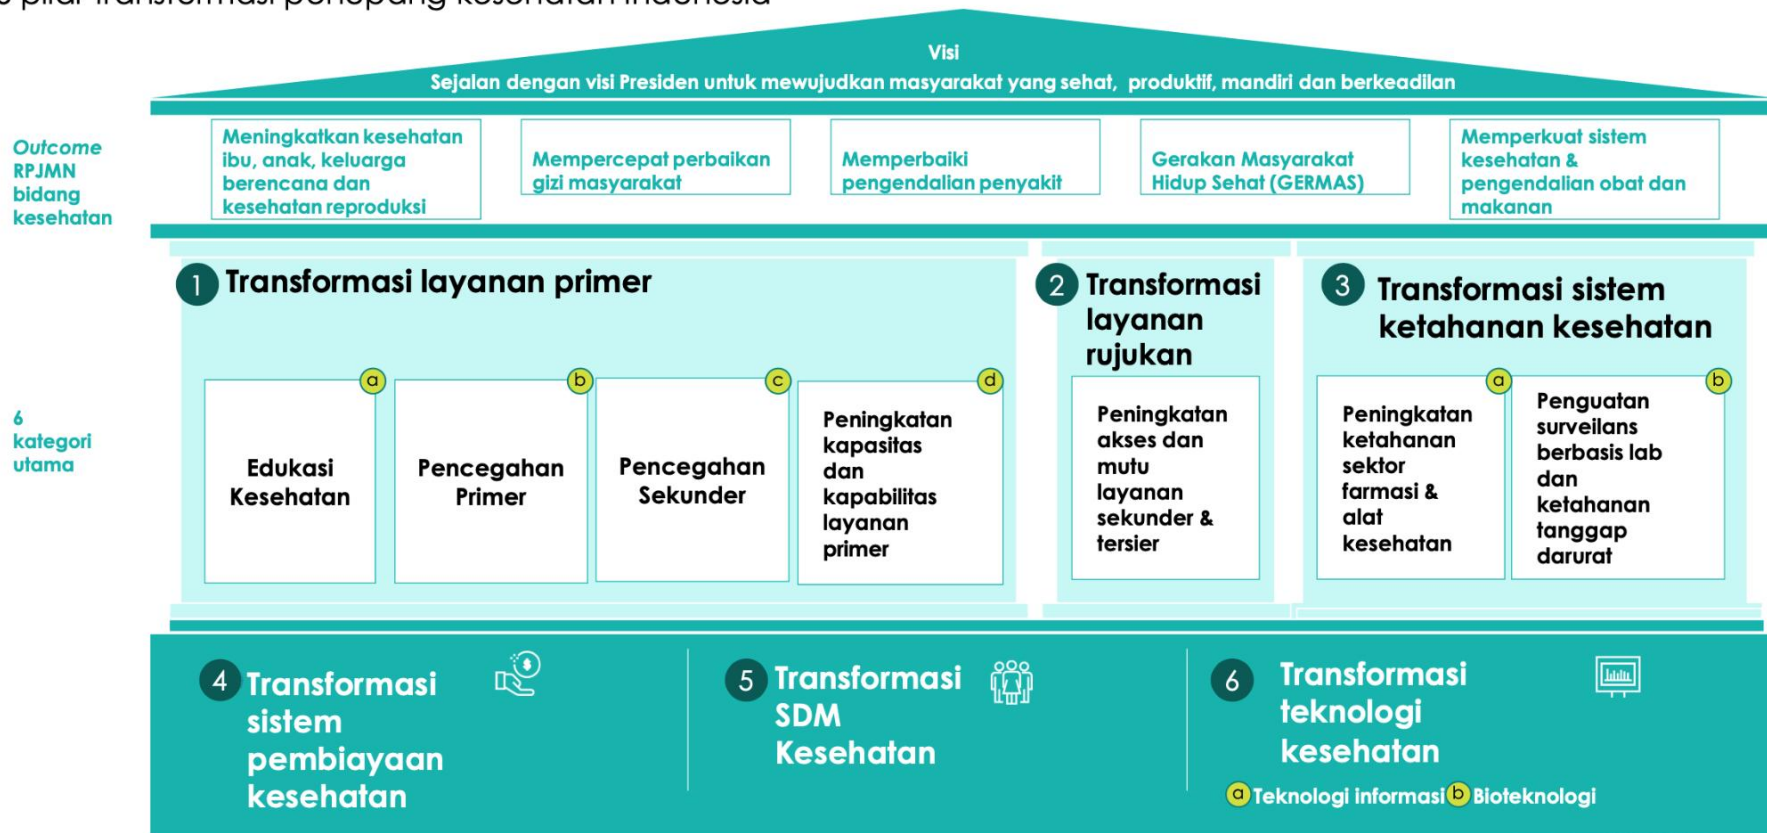 pilar transformasi penopang kesehatan Indonesia
Visi
Sejalan dengan visi Presiden untuk mewujudkan masyarakat yang sehat, produktif, mandiri dan berkeadilan
Outcome
RPJMN
bidang
kesehatan
Meningkatkan kesehatan
ibu, anak, keluarga
berencana dan
kesehatan reproduksi
Mempercepat perbaikan
gizi masyarakat
Memperbaiki
pengendalian penyakit
Gerakan Masyarakat
Hidup Sehat (GERMAS)
Memperkuat sistem
kesehatan &
pengendalian obat dan
makanan
6
kategori
utama
1 Transformasi layanan primer
a
Edukasi
Kesehatan
b
Pencegahan
Primer
c
Pencegahan
Sekunder
d
Peningkatan
kapasitas
dan
kapabilitas
layanan
primer
2 Transformasi
layanan
rujukan
Peningkatan
akses dan
mutu
layanan
sekunder &
tersier
3 Transformasi sistem
ketahanan kesehatan
a
Peningkatan
ketahanan
sektor
farmasi &
alat
kesehatan
b
Penguatan
surveilans
berbasis lab
dan
ketahanan
tanggap
darurat
4 Transformasi
sistem
pembiayaan
kesehatan
5 Transformasi
SDM
Kesehatan
6 Transformasi
teknologi
kesehatan
a Teknologi informasi b Bioteknologi